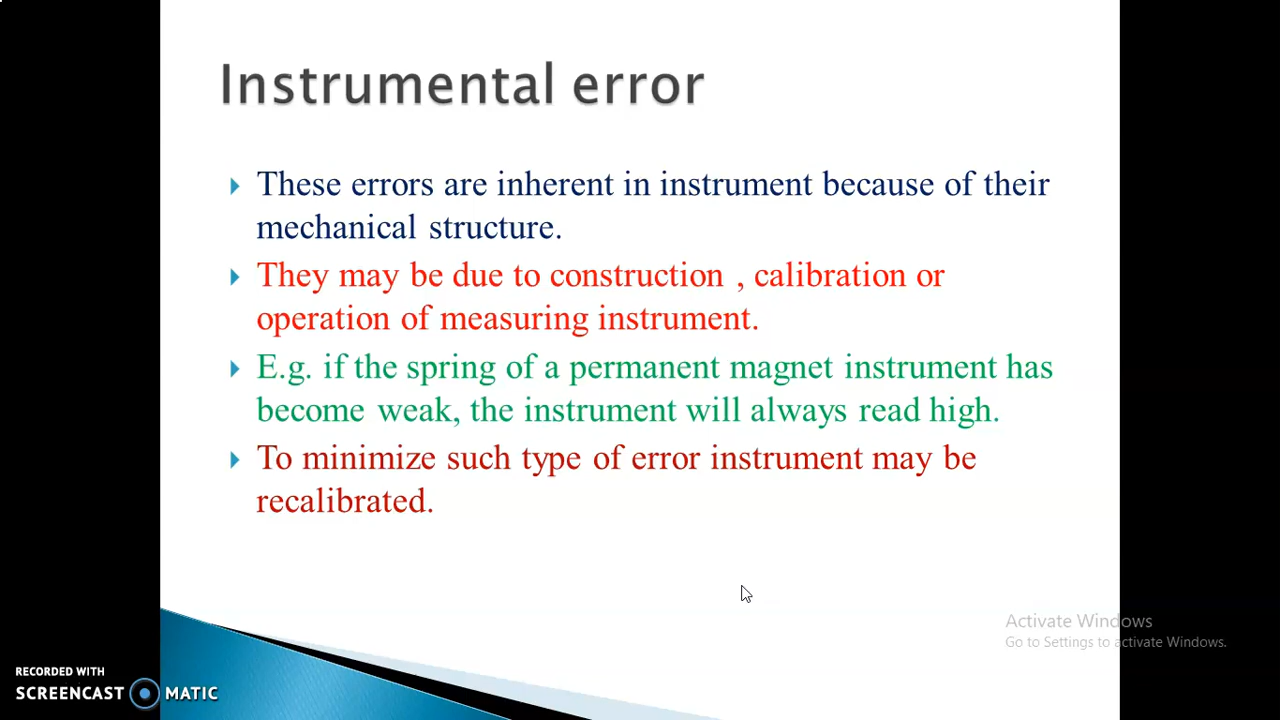 Instrumental error
These errors are inherent in instrument because of their
mechanical structure.
They may be due to construction , calibration or
operation of measuring instrument.
E.g. if the spring of a permanent magnet instrument has
become weak, the instrument will always read high.
To minimize such type of error instrument may be
recalibrated.
Activate Windows
Go to Settings to activate Windows.
RECORDED WITH
SCREENCAST MATIC